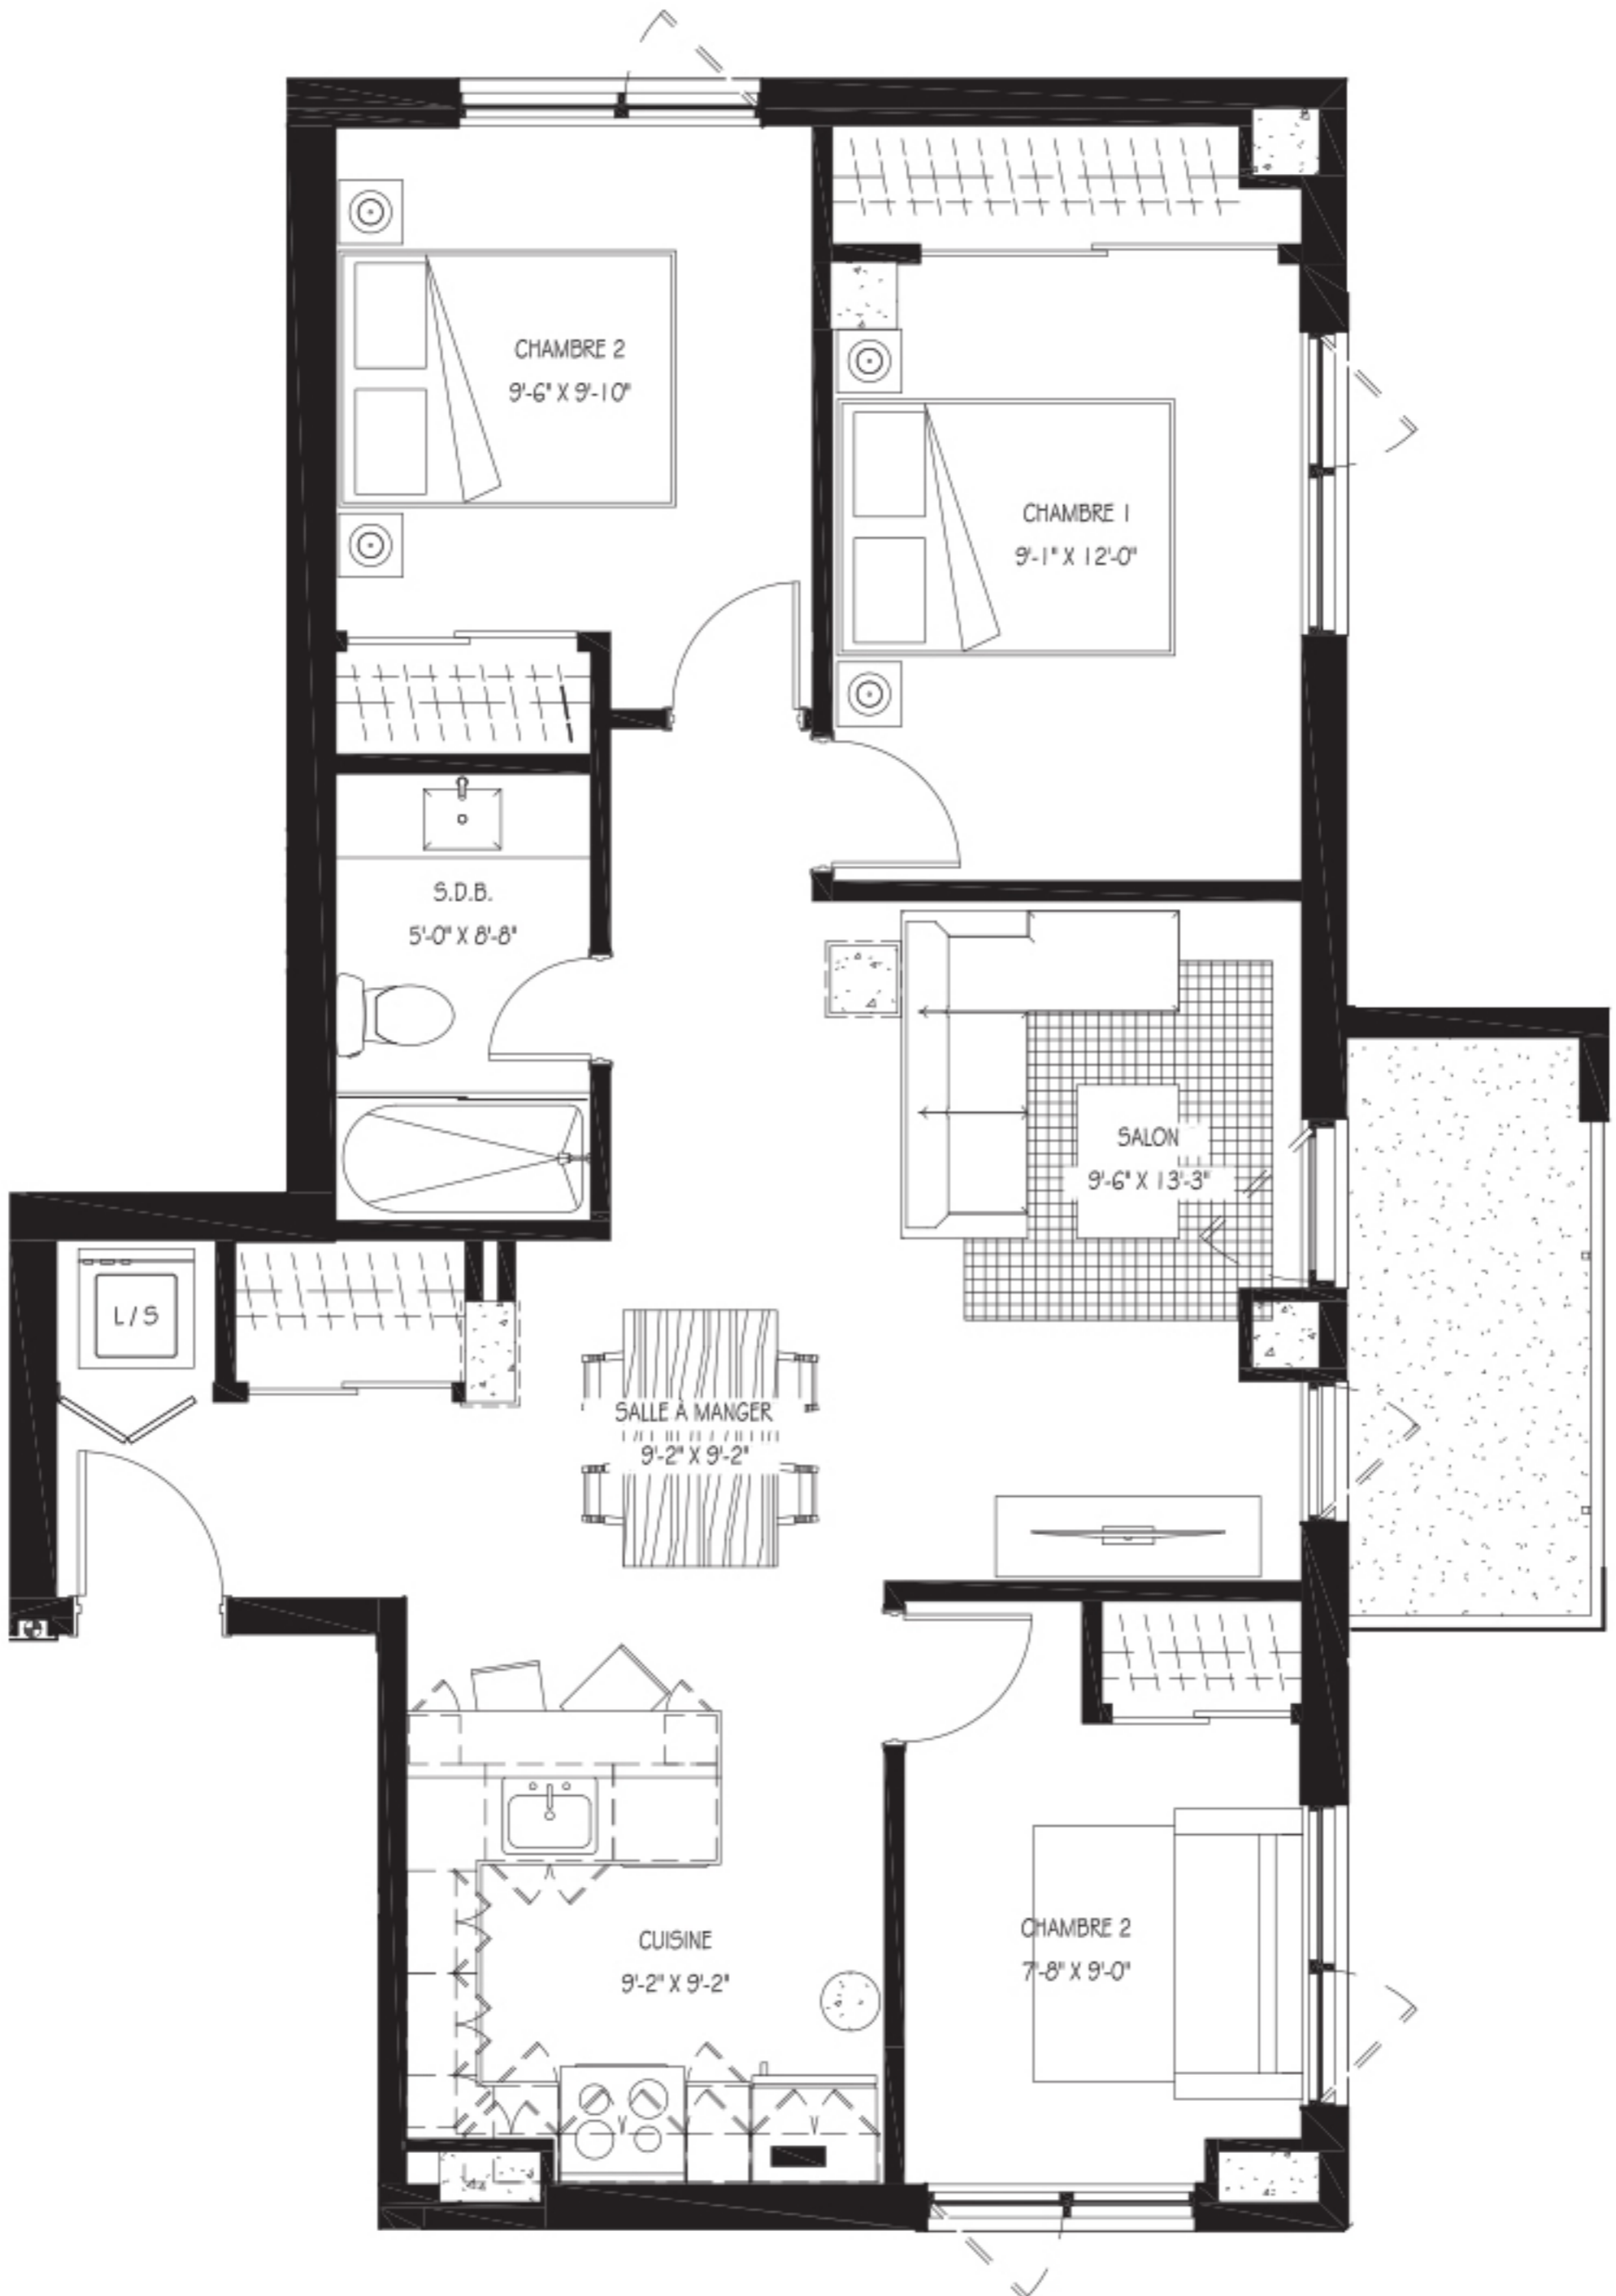 CHAMBRE 2
9'-6" X 9'-10"
CHAMBRE 1
9'-1" X 12'-0"
S.D.B.
5'-0" X 8'-8"
SALON
9'-6" X 13'-3"
L/S
SALLE À MANGER
9'-2" X 9'-2"
CUISINE
9'-2" X 9'-2"
CHAMBRE 2
7'-8" X 9'-0"